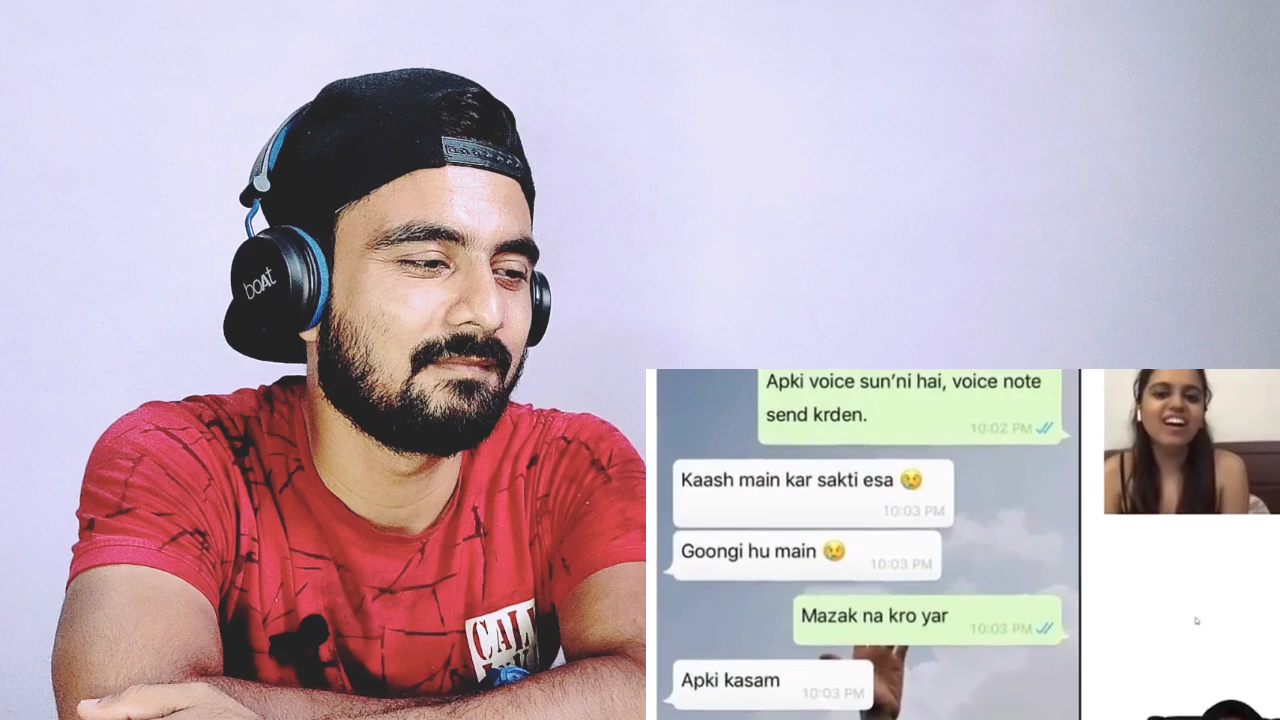 boAt
Apki voice sun'ni hai, voice note
send krden.
10:02 PM
Kaash main kar sakti esa 😢
10:03 PM
Goongi hu main 😢
10:03 PM
Mazak na kro yar
10:03 PM
Apki kasam
10:03 PM